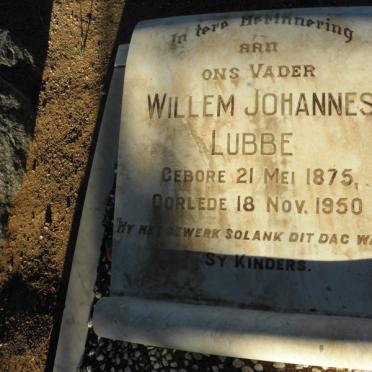 In tere Herinnering
aan
ONS VADER
WILLEM JOHANNES
LUBBE
GEBORE 21 MEI 1875,
OORLEDE 18 NOV. 1950
HY HET GEWERK SOLANK DIT DAG WA
SY KINDERS.